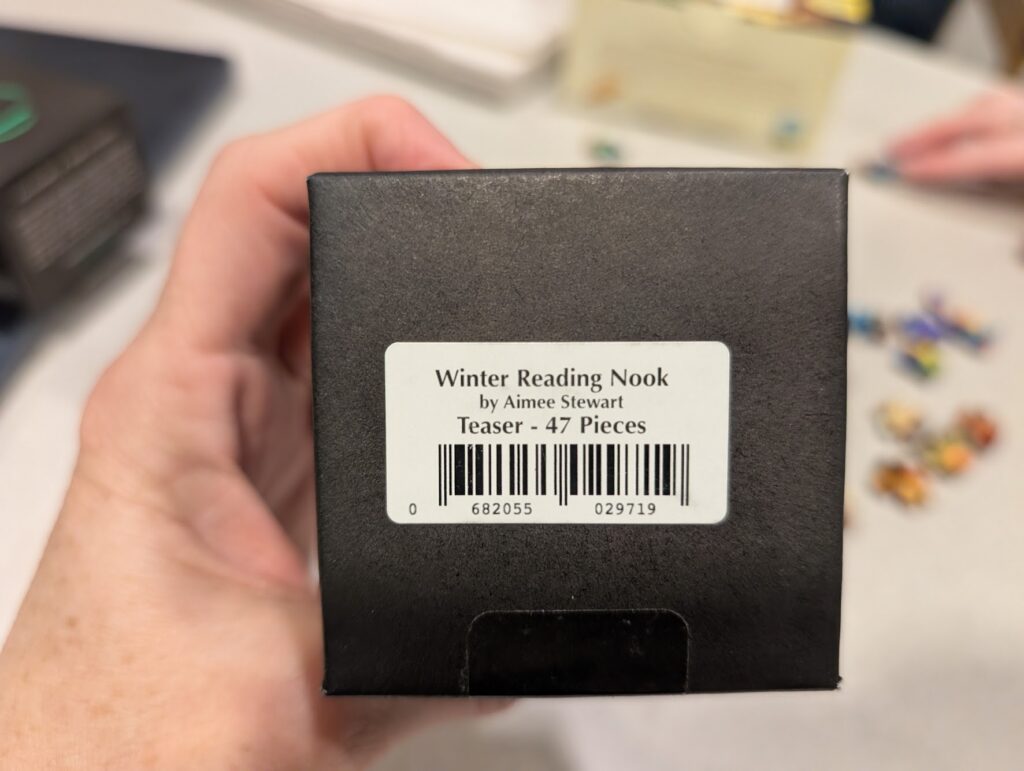 Winter Reading Nook
by Aimee Stewart
Teaser - 47 Pieces
0 682055 029719